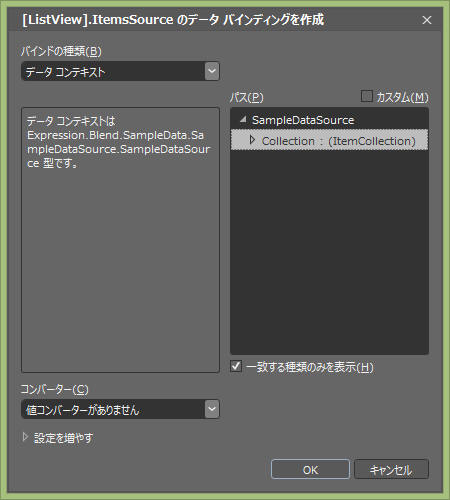 [ListView].ItemsSource のデータ バインディングを作成
バインドの種類(B)
データ コンテキスト
パス(P)
カスタム(M)
データ コンテキストは
Expression.Blend.SampleData.Sa
mpleDataSource.SampleDataSour
ce 型です。
SampleDataSource
Collection : (ItemCollection)
一致する種類のみを表示(H)
コンバーター(C)
値コンバーターがありません
設定を増やす
OK
キャンセル